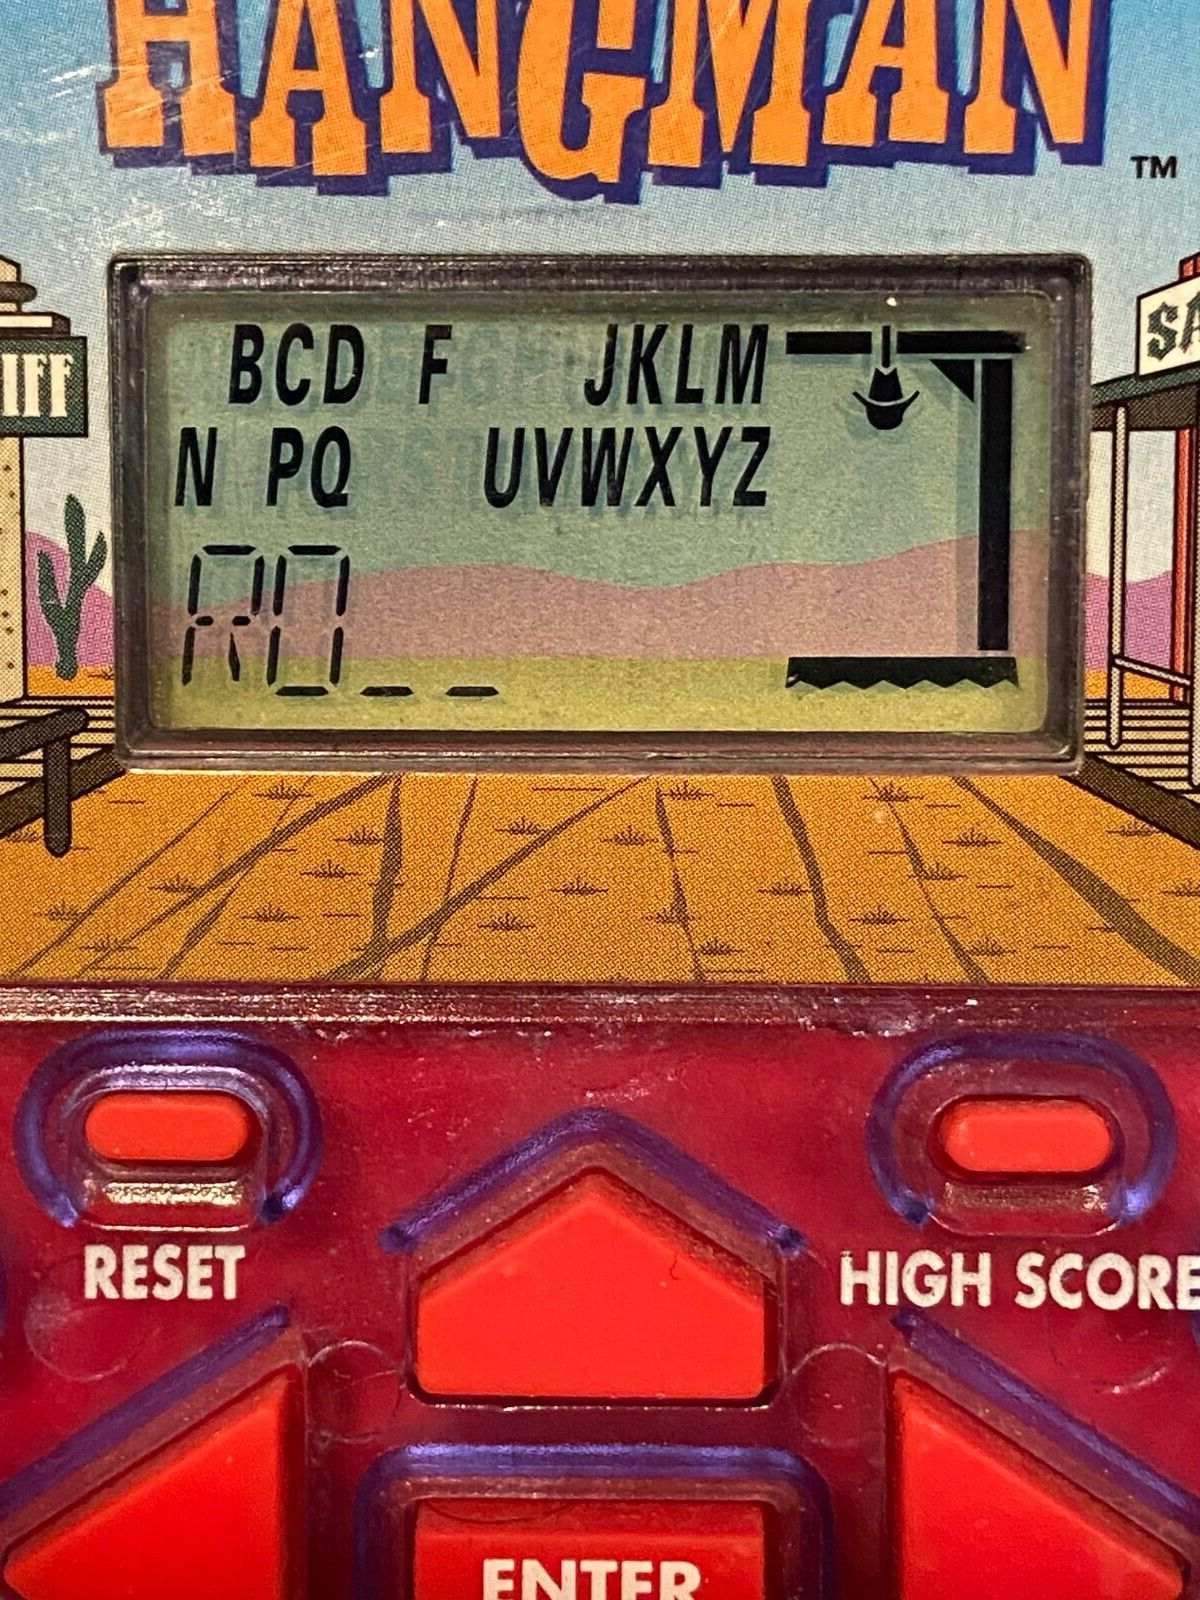 HANGMAN
TM
IFF
SA
BCD F JKLM
N PQ UVWXYZ
RO_ _
RESET
HIGH SCORE
ENTER